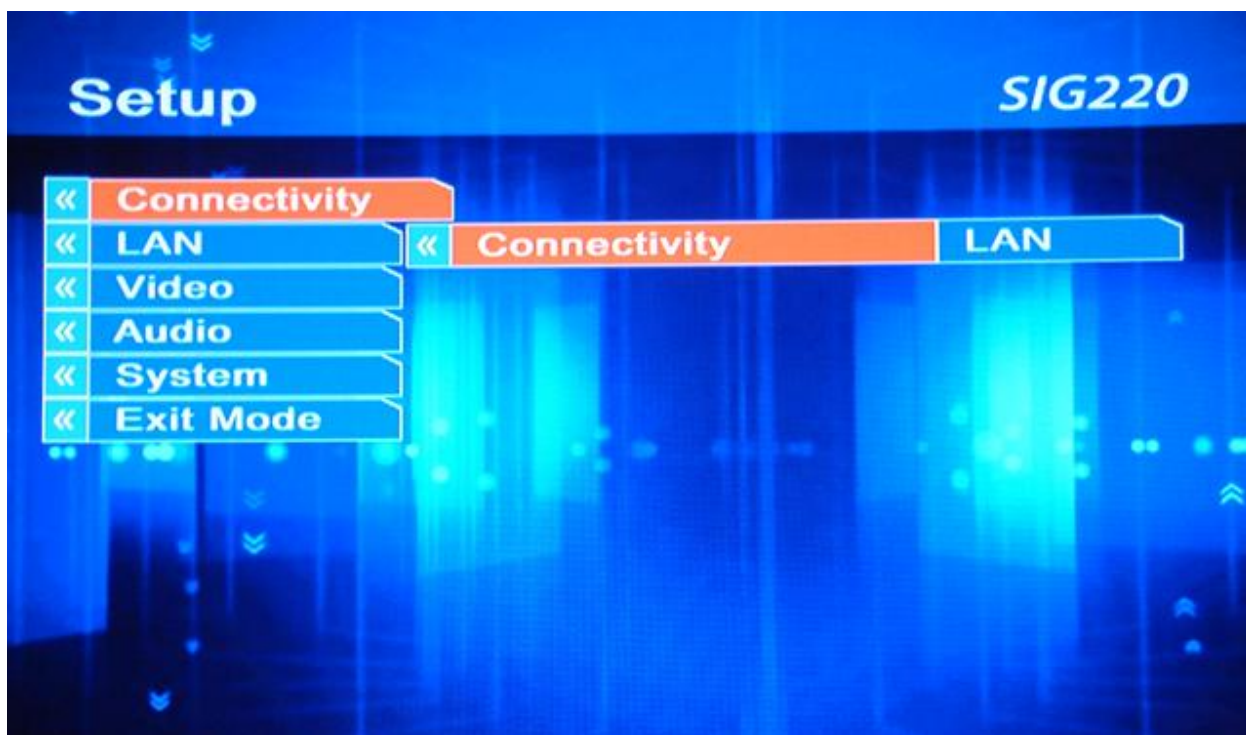 Setup
SIG220
« Connectivity
« LAN
« Connectivity LAN
« Video
« Audio
« System
« Exit Mode